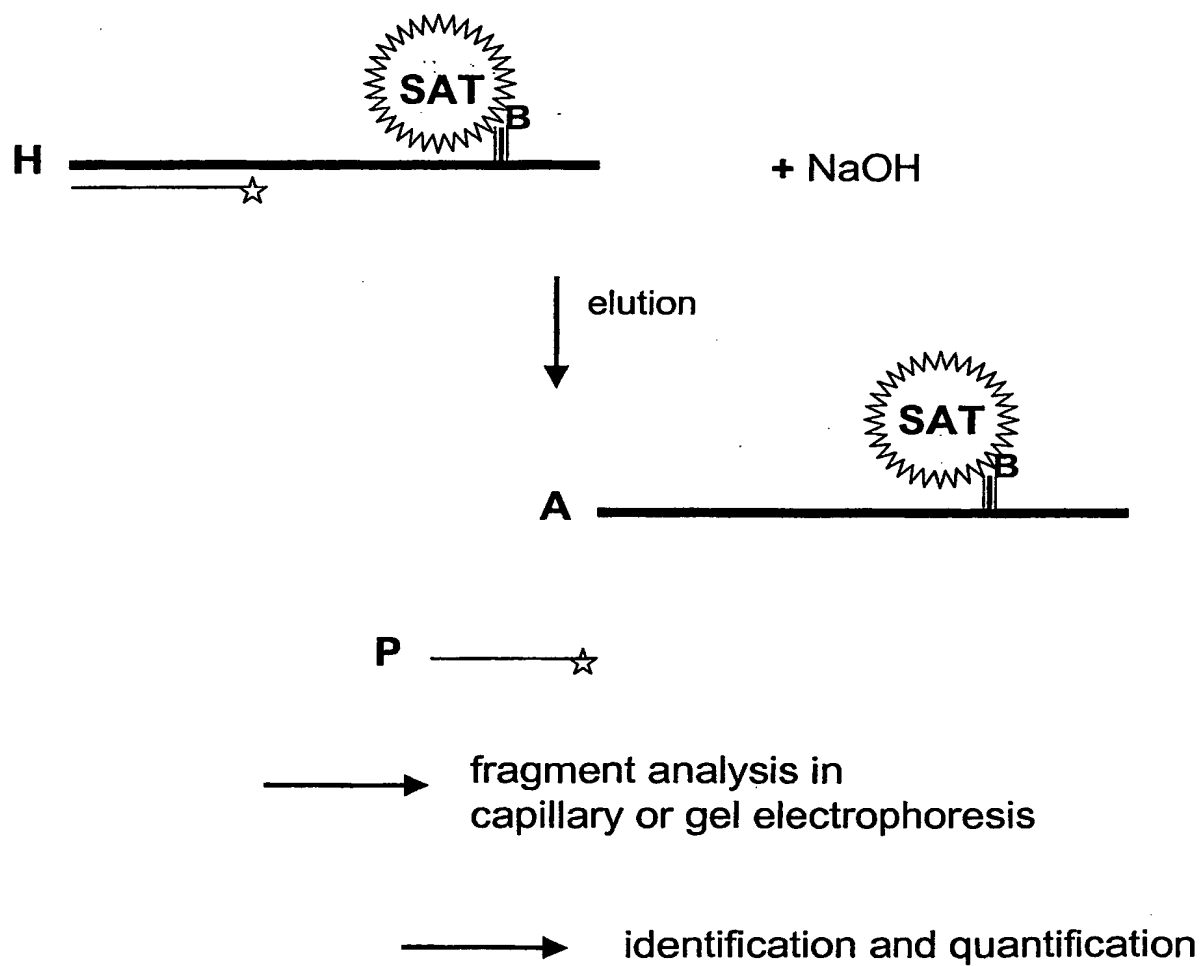 SAT
B
H
+ NaOH
elution
SAT
B
A
P
fragment analysis in
capillary or gel electrophoresis
identification and quantification